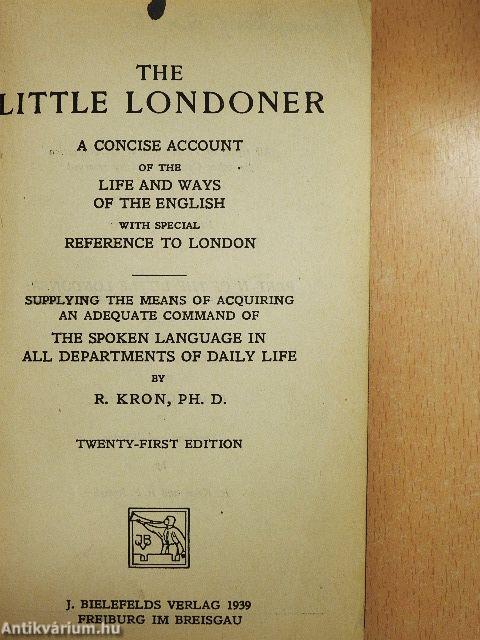 THE
LITTLE LONDONER
A CONCISE ACCOUNT
OF THE
LIFE AND WAYS
OF THE ENGLISH
WITH SPECIAL
REFERENCE TO LONDON
SUPPLYING THE MEANS OF ACQUIRING
AN ADEQUATE COMMAND OF
THE SPOKEN LANGUAGE IN
ALL DEPARTMENTS OF DAILY LIFE
BY
R. KRON, PH. D.
TWENTY-FIRST EDITION
JB
V
J. BIELEFELDS VERLAG 1939
FREIBURG IM BREISGAU
Antikvárium.hu